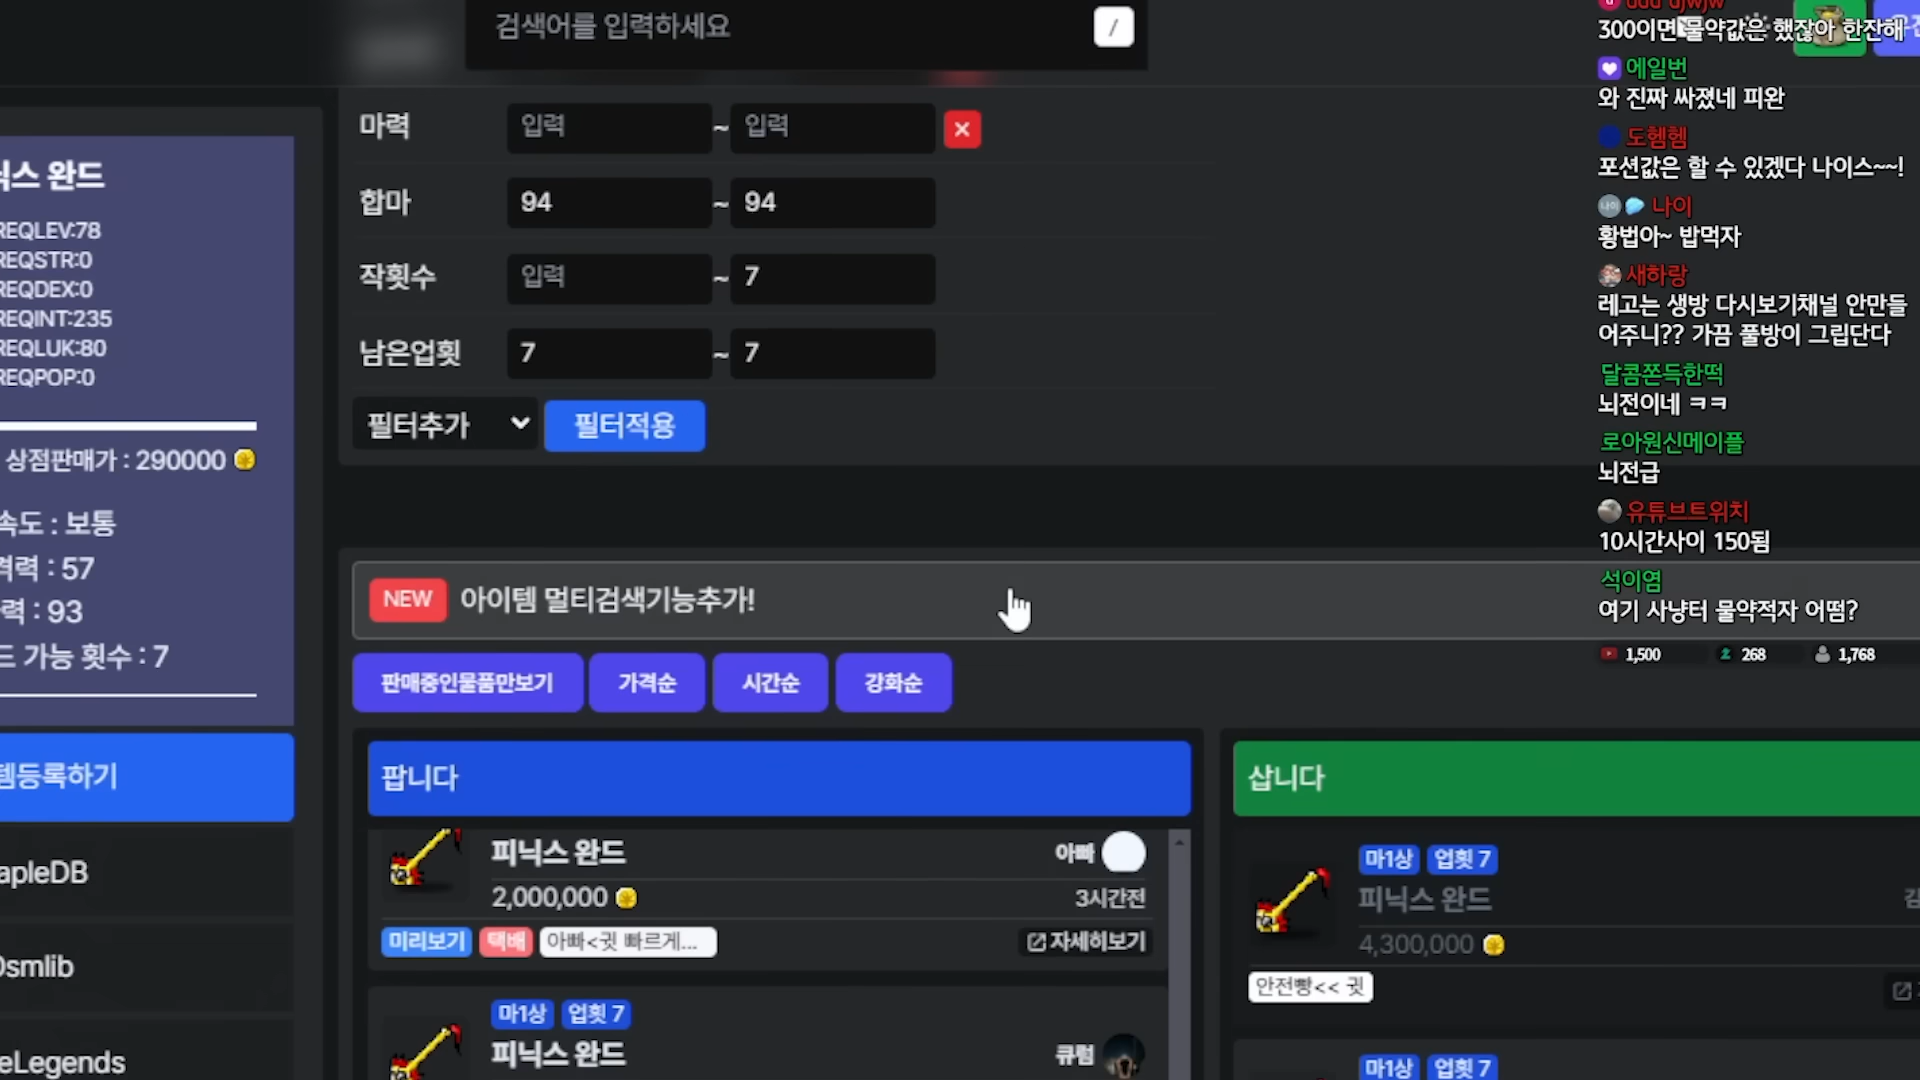 검색어를 입력하세요
/
마력
입력 ~ 입력
합마
94 ~ 94
작횟수
입력 ~ 7
남은업횟
7 ~ 7
필터추가
필터적용
닉스 완드
REQLEV:78
REQSTR:0
REQDEX:0
REQINT:235
REQLUK:80
REQPOP:0
상점판매가 : 290000
속도 : 보통
격력 : 57
력 : 93
드 가능 횟수 : 7
템등록하기
apleDB
Osmlib
eLegends
NEW 아이템 멀티검색기능추가!
판매중인물품만보기
가격순
시간순
강화순
팝니다
피닉스 완드
아빠
2,000,000
3시간전
미리보기
택배
아빠<귓 빠르게...
자세히보기
마1상 업횟 7
피닉스 완드
큐럼
삽니다
마1상 업횟 7
피닉스 완드
4,300,000
안전빵<< 귓
마1상 업횟 7
300이면 물약값은 했잖아 한잔해
에일번
와 진짜 싸졌네 피완
도헴헴
포션값은 할 수 있겠다 나이스~~!
나이
황법아~ 밥먹자
새하랑
레고는 생방 다시보기채널 안만들
어주니?? 가끔 풀방이 그립단다
달콤쫀득한떡
뇌전이네 ㅋㅋ
로아원신메이플
뇌전급
유튜브트위치
10시간사이 150됨
석이염
여기 사냥터 물약적자 어떰?
1,500
268
1,768